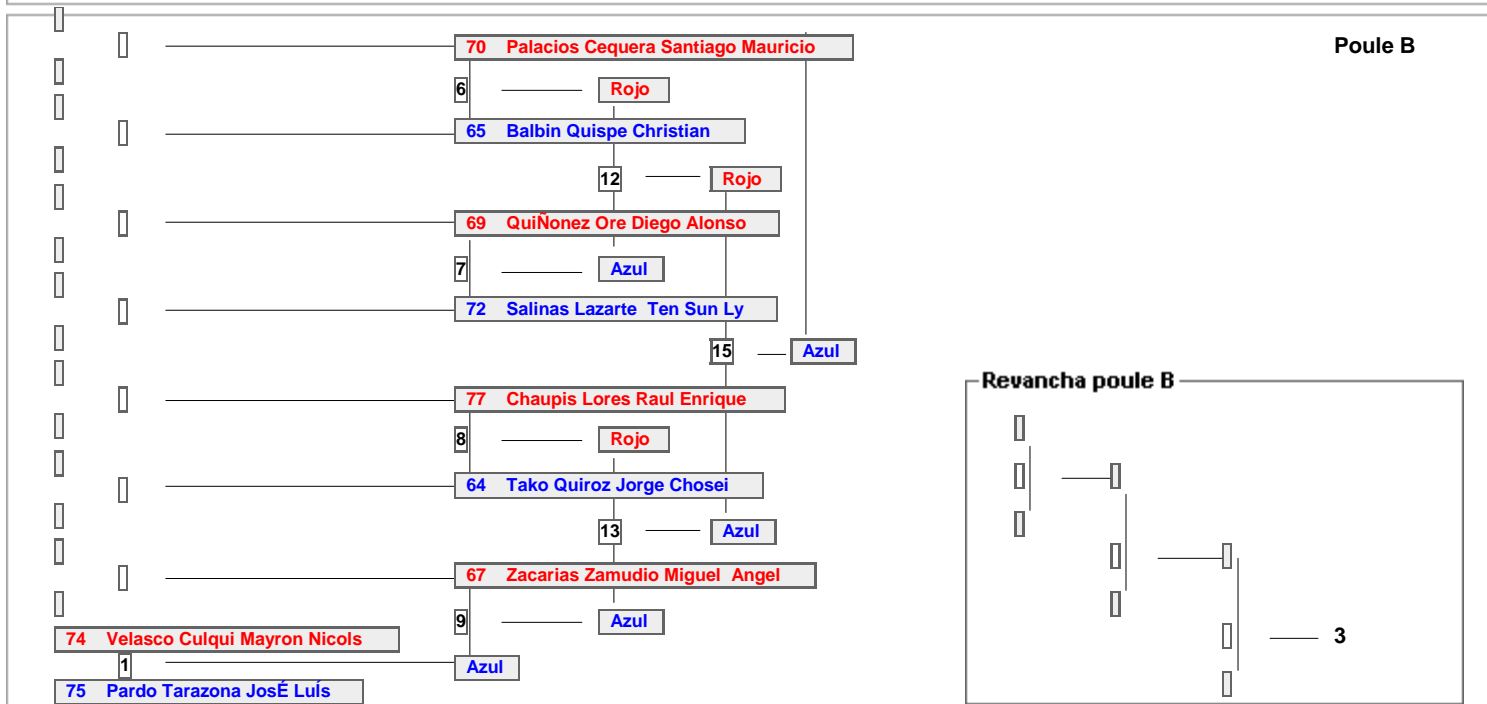 70 Palacios Cequera Santiago Mauricio
Poule B
6 Rojo
65 Balbin Quispe Christian
12 Rojo
69 QuiÑonez Ore Diego Alonso
7 Azul
72 Salinas Lazarte Ten Sun Ly
15 Azul
77 Chaupis Lores Raul Enrique
8 Rojo
64 Tako Quiroz Jorge Chosei
13 Azul
67 Zacarias Zamudio Miguel Angel
9 Azul
74 Velasco Culqui Mayron Nicols
1 Azul
75 Pardo Tarazona JosÉ LuÍs
Revancha poule B
3